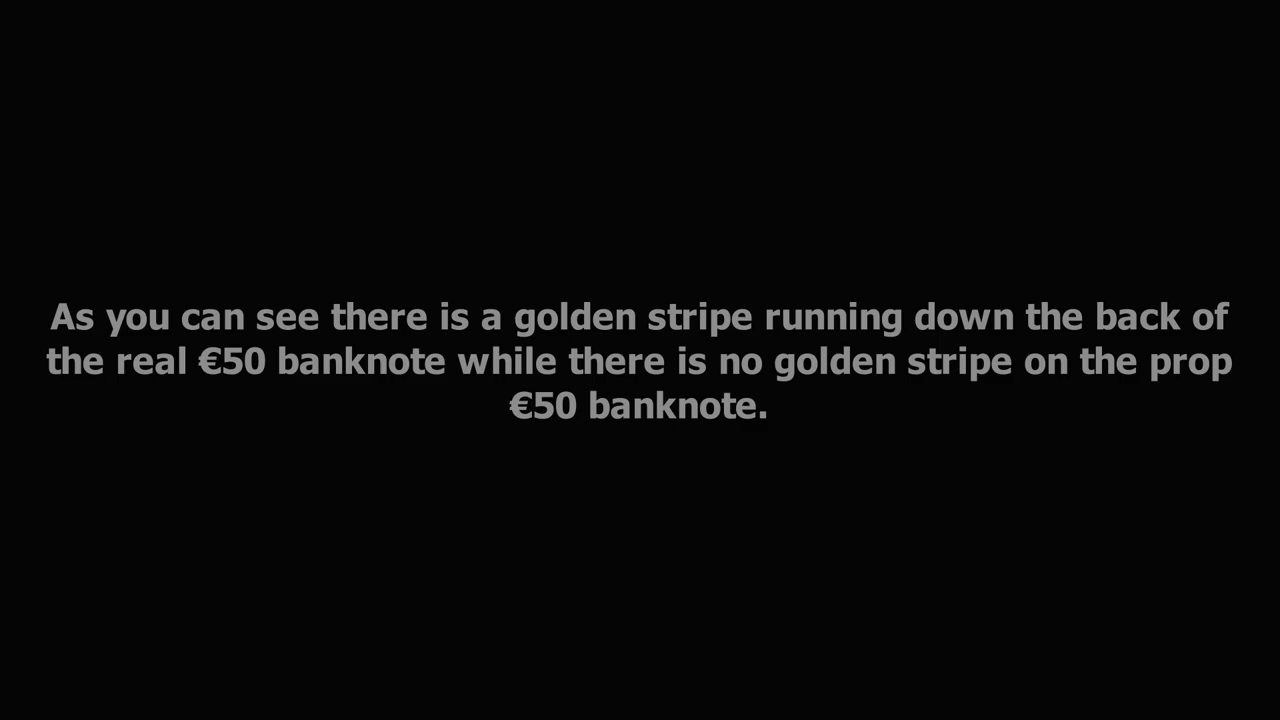 As you can see there is a golden stripe running down the back of
the real €50 banknote while there is no golden stripe on the prop
€50 banknote.